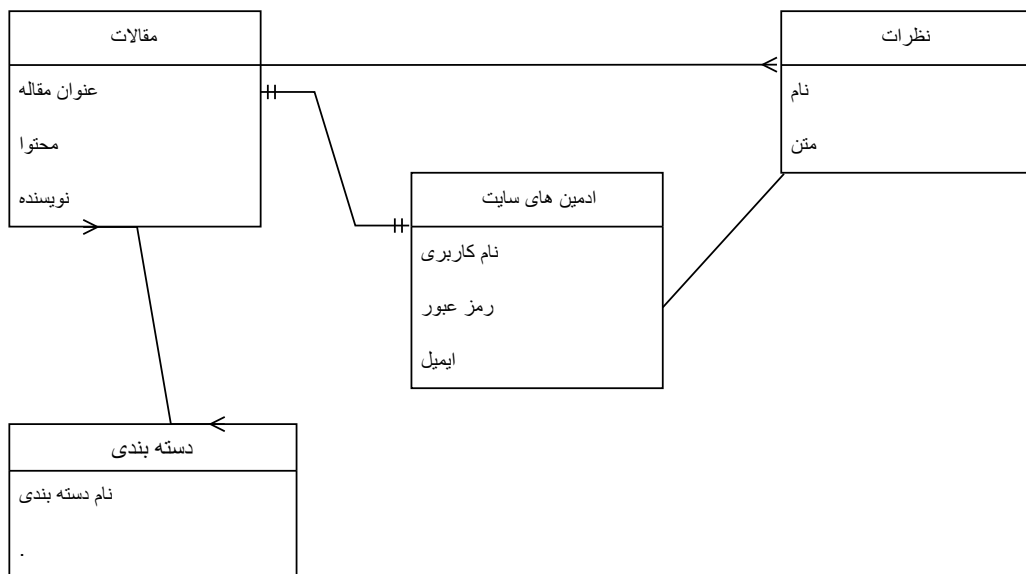 مقالات
عنوان مقاله
محتوا
نویسنده
نظرات
نام
متن
ادمین های سایت
نام کاربری
رمز عبور
ایمیل
دسته بندی
نام دسته بندی
.